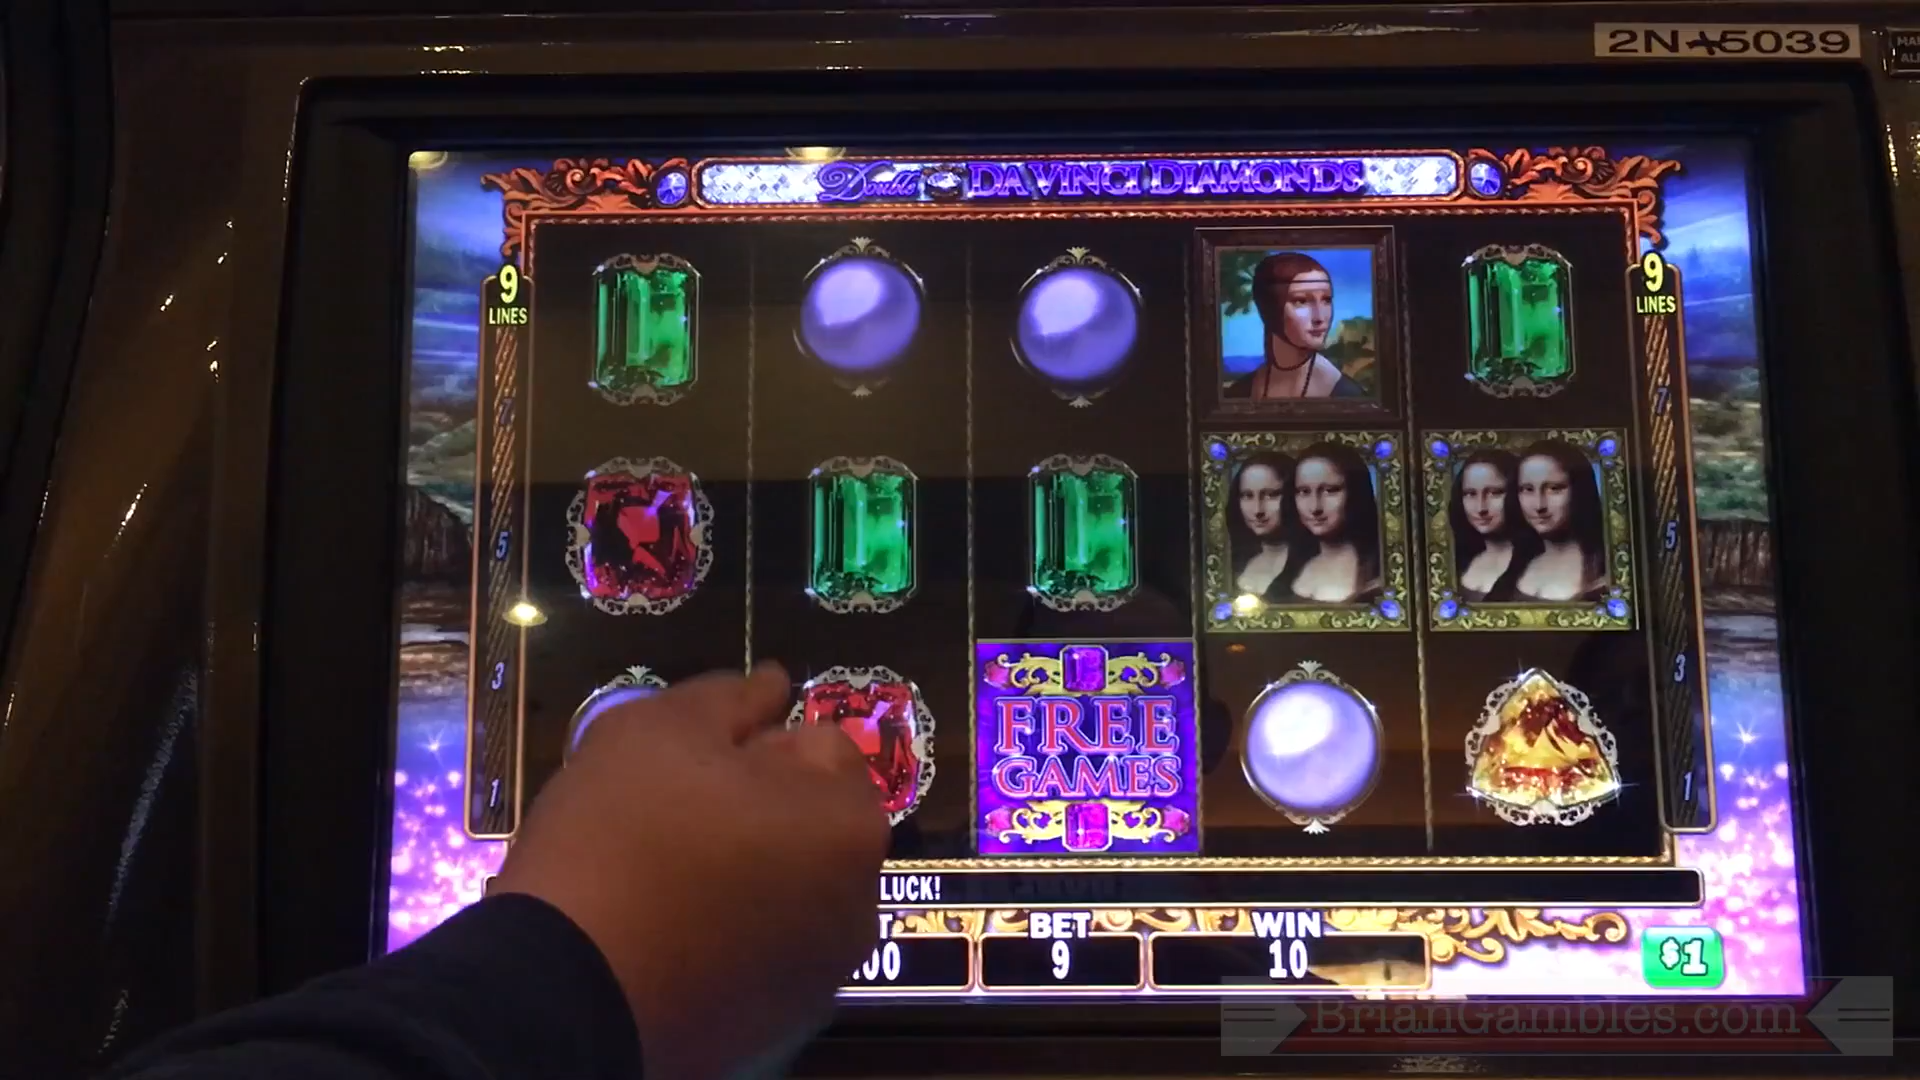 2N 5039
Double DA VINCI DIAMONDS
9
LINES
9
LINES
7
7
5
5
3
3
1
1
FREE
GAMES
LUCK!
BET
WIN
00
9
10
$1
BrianGambles.com